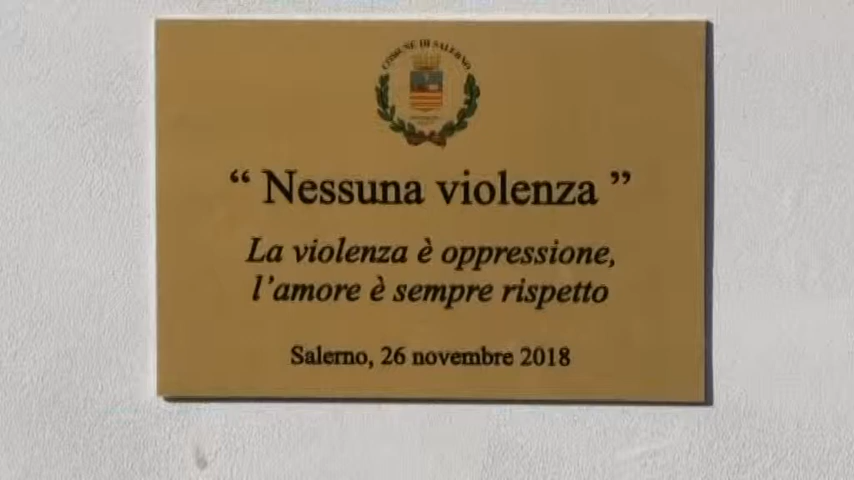 COMUNE DI SALERNO
“ Nessuna violenza ”
La violenza è oppressione,
l’amore è sempre rispetto
Salerno, 26 novembre 2018